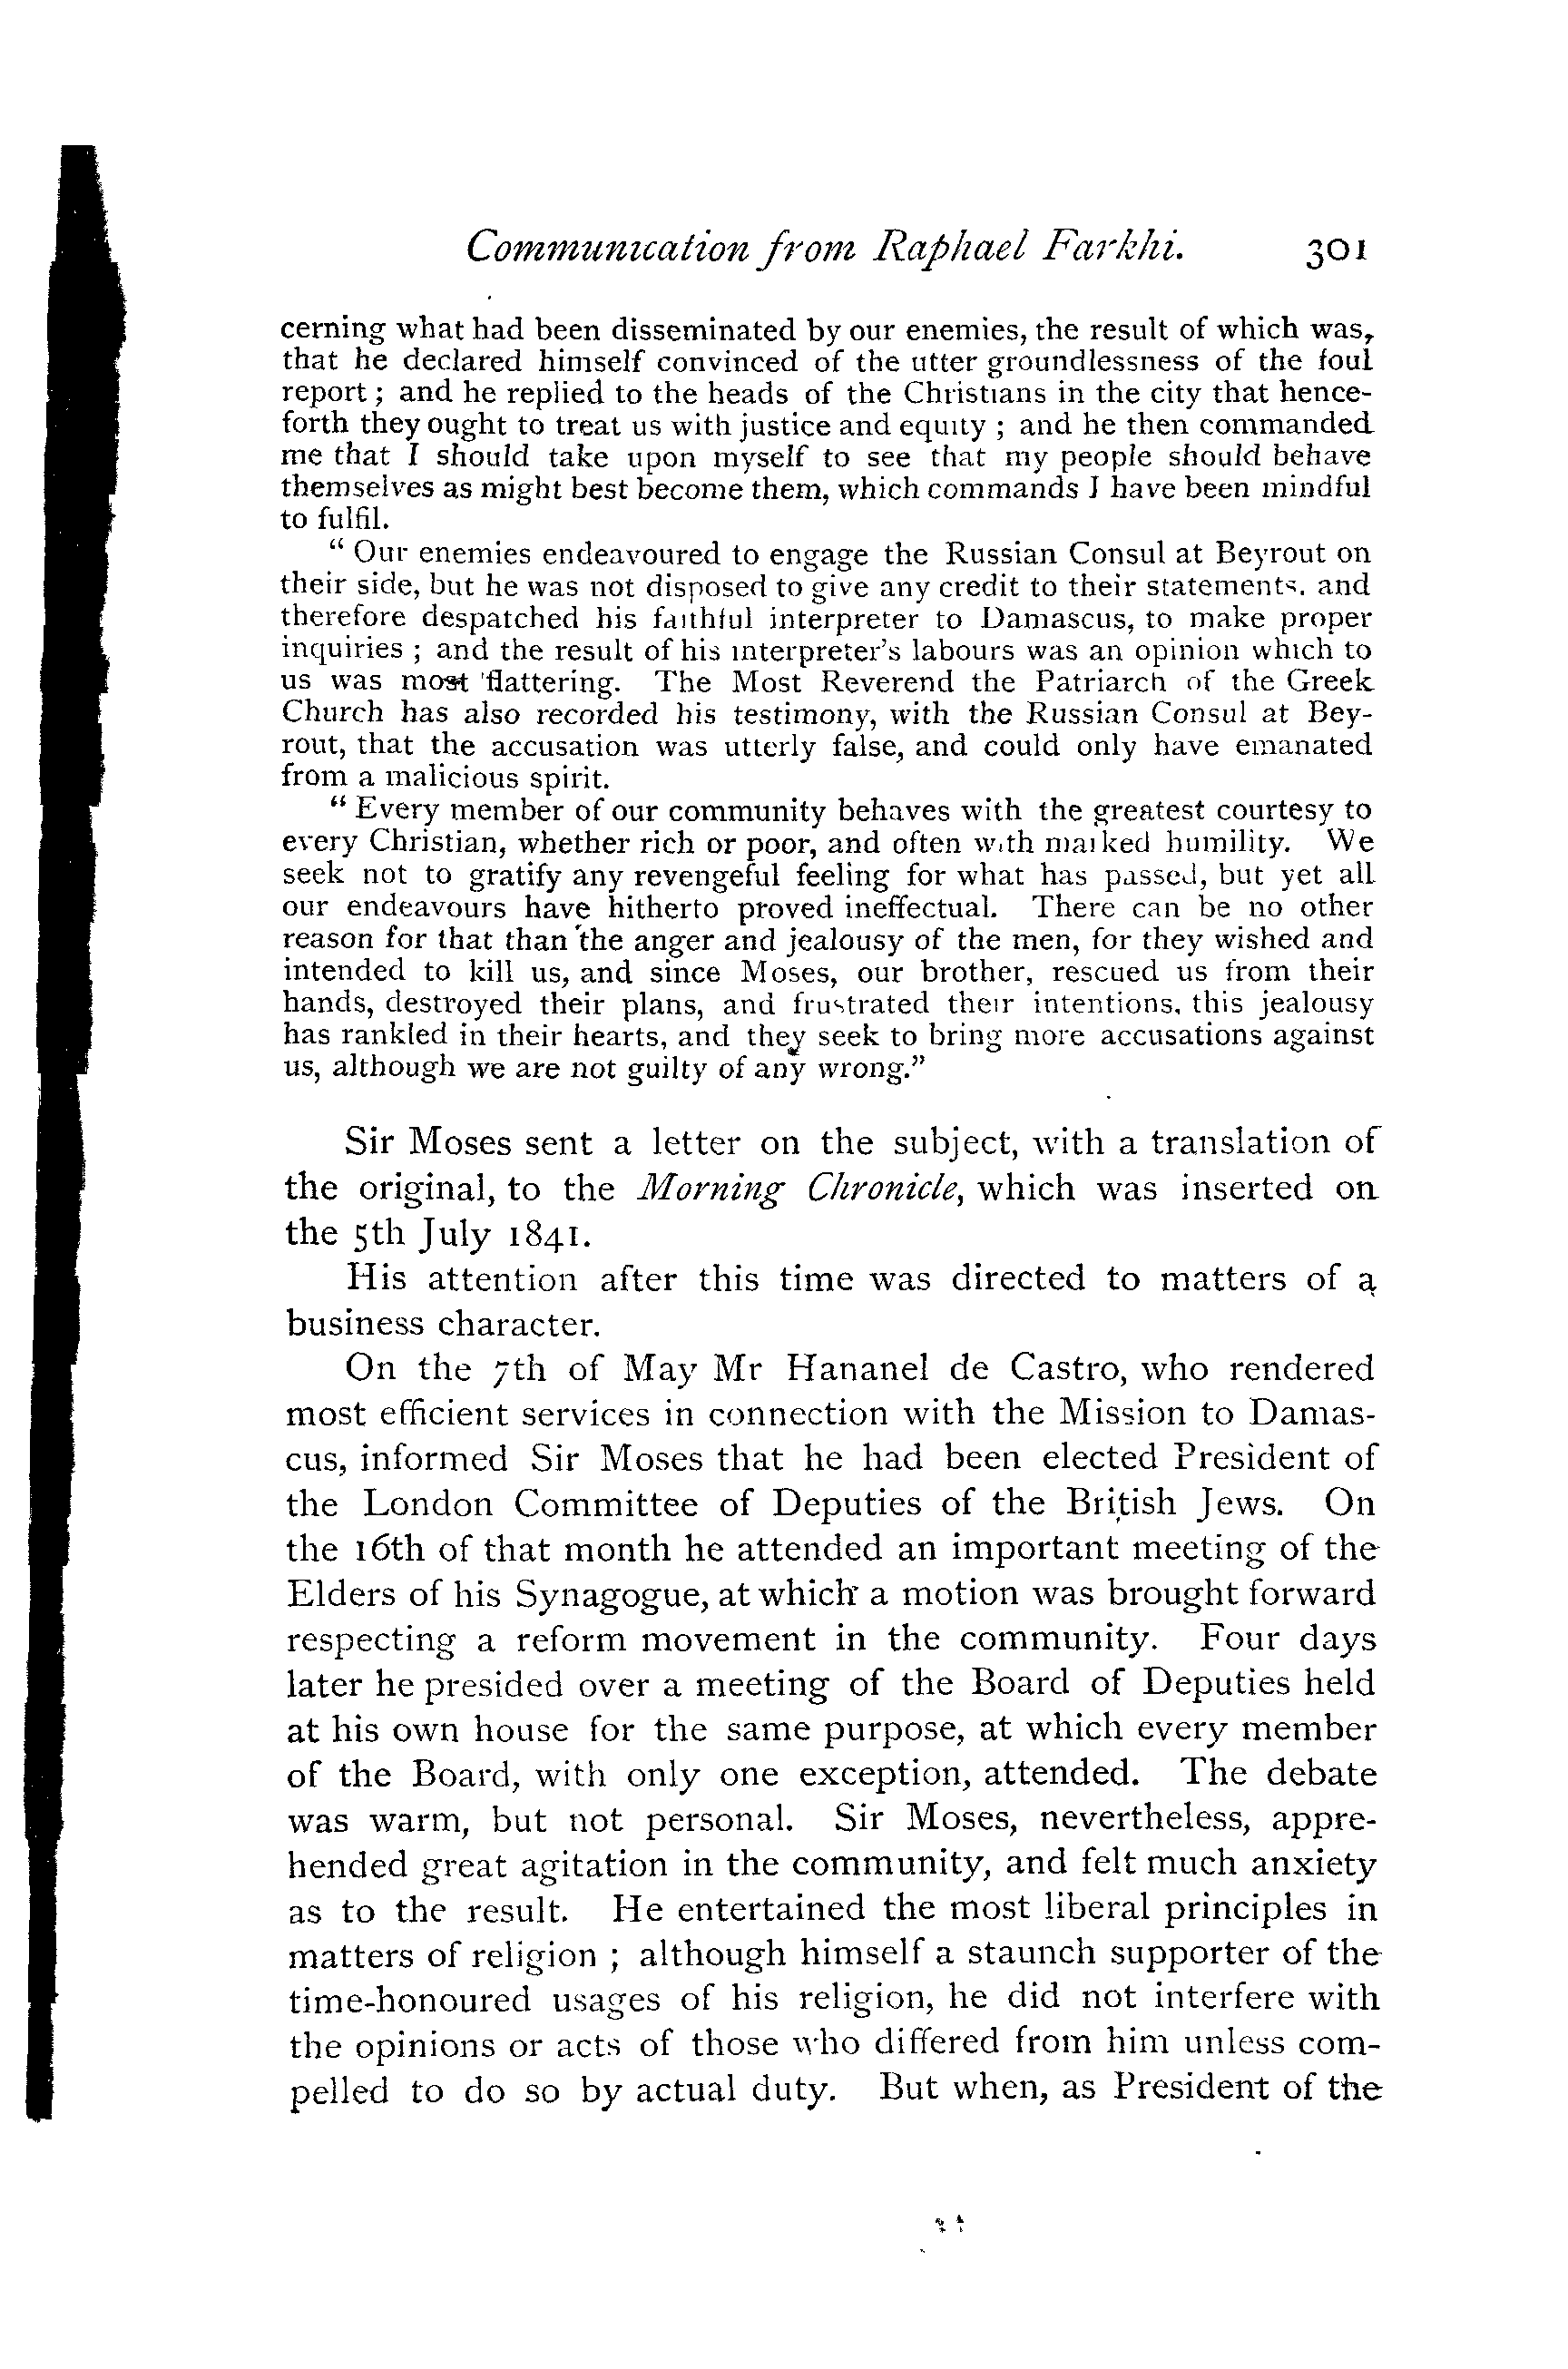 Communication from Raphael Farkhi. 301
cerning what had been disseminated by our enemies, the result of which was,
that he declared himself convinced of the utter groundlessness of the foul
report ; and he replied to the heads of the Christians in the city that hence-
forth they ought to treat us with justice and equity ; and he then commanded
me that I should take upon myself to see that my people should behave
themselves as might best become them, which commands I have been mindful
to fulfil.
“ Our enemies endeavoured to engage the Russian Consul at Beyrout on
their side, but he was not disposed to give any credit to their statements. and
therefore despatched his faithful interpreter to Damascus, to make proper
inquiries ; and the result of his interpreter's labours was an opinion which to
us was most flattering. The Most Reverend the Patriarch of the Greek
Church has also recorded his testimony, with the Russian Consul at Bey-
rout, that the accusation was utterly false, and could only have emanated
from a malicious spirit.
“ Every member of our community behaves with the greatest courtesy to
every Christian, whether rich or poor, and often with marked humility. We
seek not to gratify any revengeful feeling for what has passed, but yet all
our endeavours have hitherto proved ineffectual. There can be no other
reason for that than the anger and jealousy of the men, for they wished and
intended to kill us, and since Moses, our brother, rescued us from their
hands, destroyed their plans, and frustrated their intentions, this jealousy
has rankled in their hearts, and they seek to bring more accusations against
us, although we are not guilty of any wrong.”
Sir Moses sent a letter on the subject, with a translation of
the original, to the Morning Chronicle, which was inserted on
the 5th July 1841.
His attention after this time was directed to matters of a
business character.
On the 7th of May Mr Hananel de Castro, who rendered
most efficient services in connection with the Mission to Damas-
cus, informed Sir Moses that he had been elected President of
the London Committee of Deputies of the British Jews. On
the 16th of that month he attended an important meeting of the
Elders of his Synagogue, at which a motion was brought forward
respecting a reform movement in the community. Four days
later he presided over a meeting of the Board of Deputies held
at his own house for the same purpose, at which every member
of the Board, with only one exception, attended. The debate
was warm, but not personal. Sir Moses, nevertheless, appre-
hended great agitation in the community, and felt much anxiety
as to the result. He entertained the most liberal principles in
matters of religion ; although himself a staunch supporter of the
time-honoured usages of his religion, he did not interfere with
the opinions or acts of those who differed from him unless com-
pelled to do so by actual duty. But when, as President of the